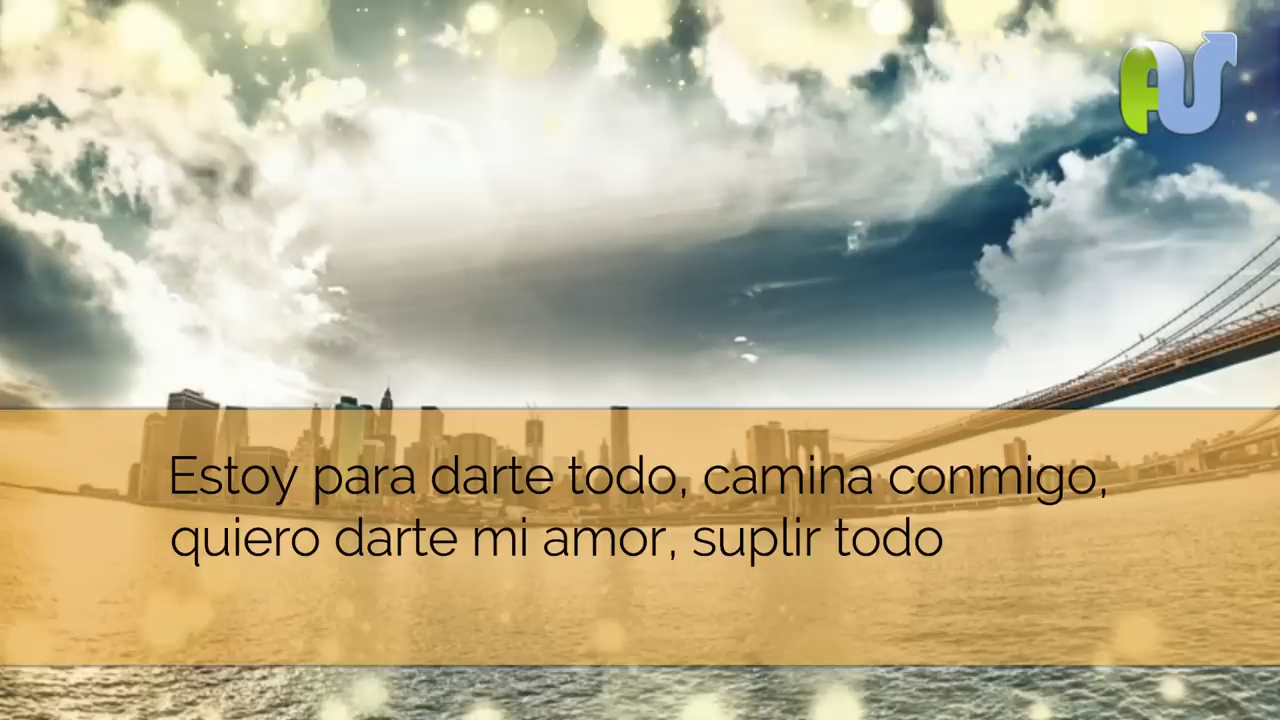 Estoy para darte todo, camina conmigo,
quiero darte mi amor, suplir todo